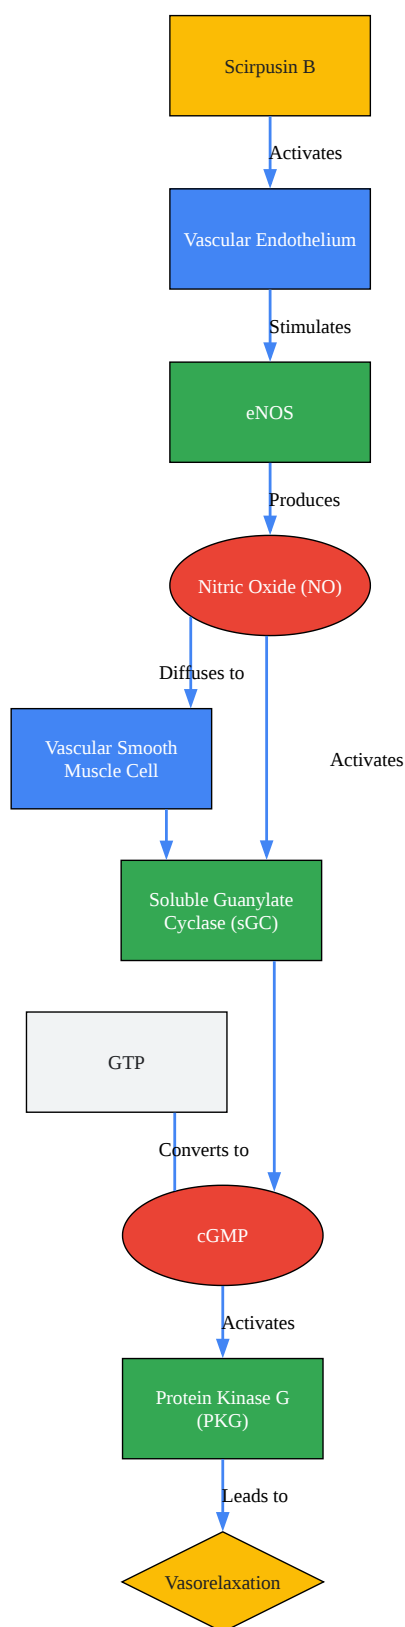 Scirpusin B
Activates
Vascular Endothelium
Stimulates
eNOS
Produces
Nitric Oxide (NO)
Diffuses to
Vascular Smooth
Muscle Cell
Activates
Soluble Guanylate
Cyclase (sGC)
GTP
Converts to
cGMP
Activates
Protein Kinase G
(PKG)
Leads to
Vasorelaxation